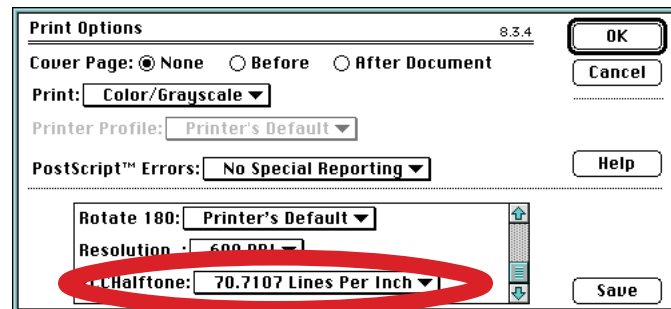 Print Options 8.3.4
OK
Cover Page: None Before After Document
Cancel
Print: Color/Grayscale
Printer Profile: Printer's Default
PostScript™ Errors: No Special Reporting
Help
Rotate 180: Printer's Default
Resolution : 600 DPI
Halftone: 70.7107 Lines Per Inch
Save